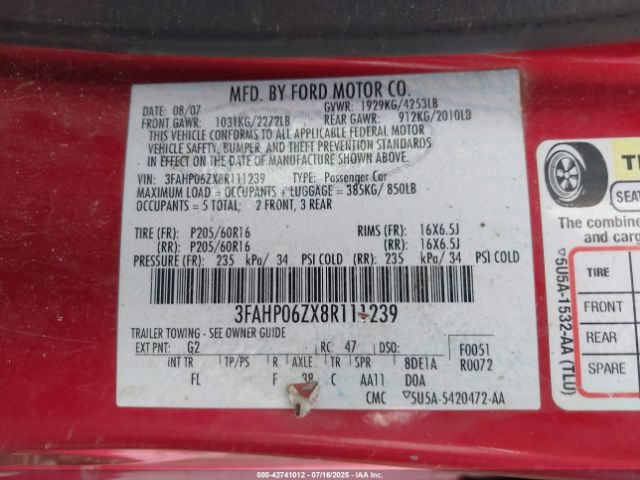 MFD. BY FORD MOTOR CO.
DATE: 08/07 GVWR: 1929KG/4253LB
FRONT GAWR: 1031KG/2272LB REAR GAWR: 912KG/2010LB
THIS VEHICLE CONFORMS TO ALL APPLICABLE FEDERAL MOTOR
VEHICLE SAFETY, BUMPER, AND THEFT PREVENTION STANDARDS
IN EFFECT ON THE DATE OF MANUFACTURE SHOWN ABOVE.
VIN: 3FAHP06ZX8R111239 TYPE: Passenger Car
MAXIMUM LOAD = OCCUPANTS + LUGGAGE = 385KG/ 850LB
OCCUPANTS = 5 TOTAL; 2 FRONT, 3 REAR
TIRE (FR): P205/60R16 RIMS (FR): 16X6.5J
(RR): P205/60R16 (RR): 16X6.5J
PRESSURE (FR): 235 kPa/ 34 PSI COLD (RR): 235 kPa/ 34 PSI COLD
3FAHP06ZX8R111239
TRAILER TOWING - SEE OWNER GUIDE
EXT PNT: G2 RC: 47 DSO: F0051
INT TR TP/PS R AXLE TR SPR 8DE1A R0072
FL F 38 C AA11 D0A
CMC ▽5U5A-5420472-AA
▽5U5A-1532-AA (TLU)
TI
SEAT
The combine
and carg
TIRE
FRONT
REAR
SPARE
000-42741012 07/16/2025 IAA, Inc.